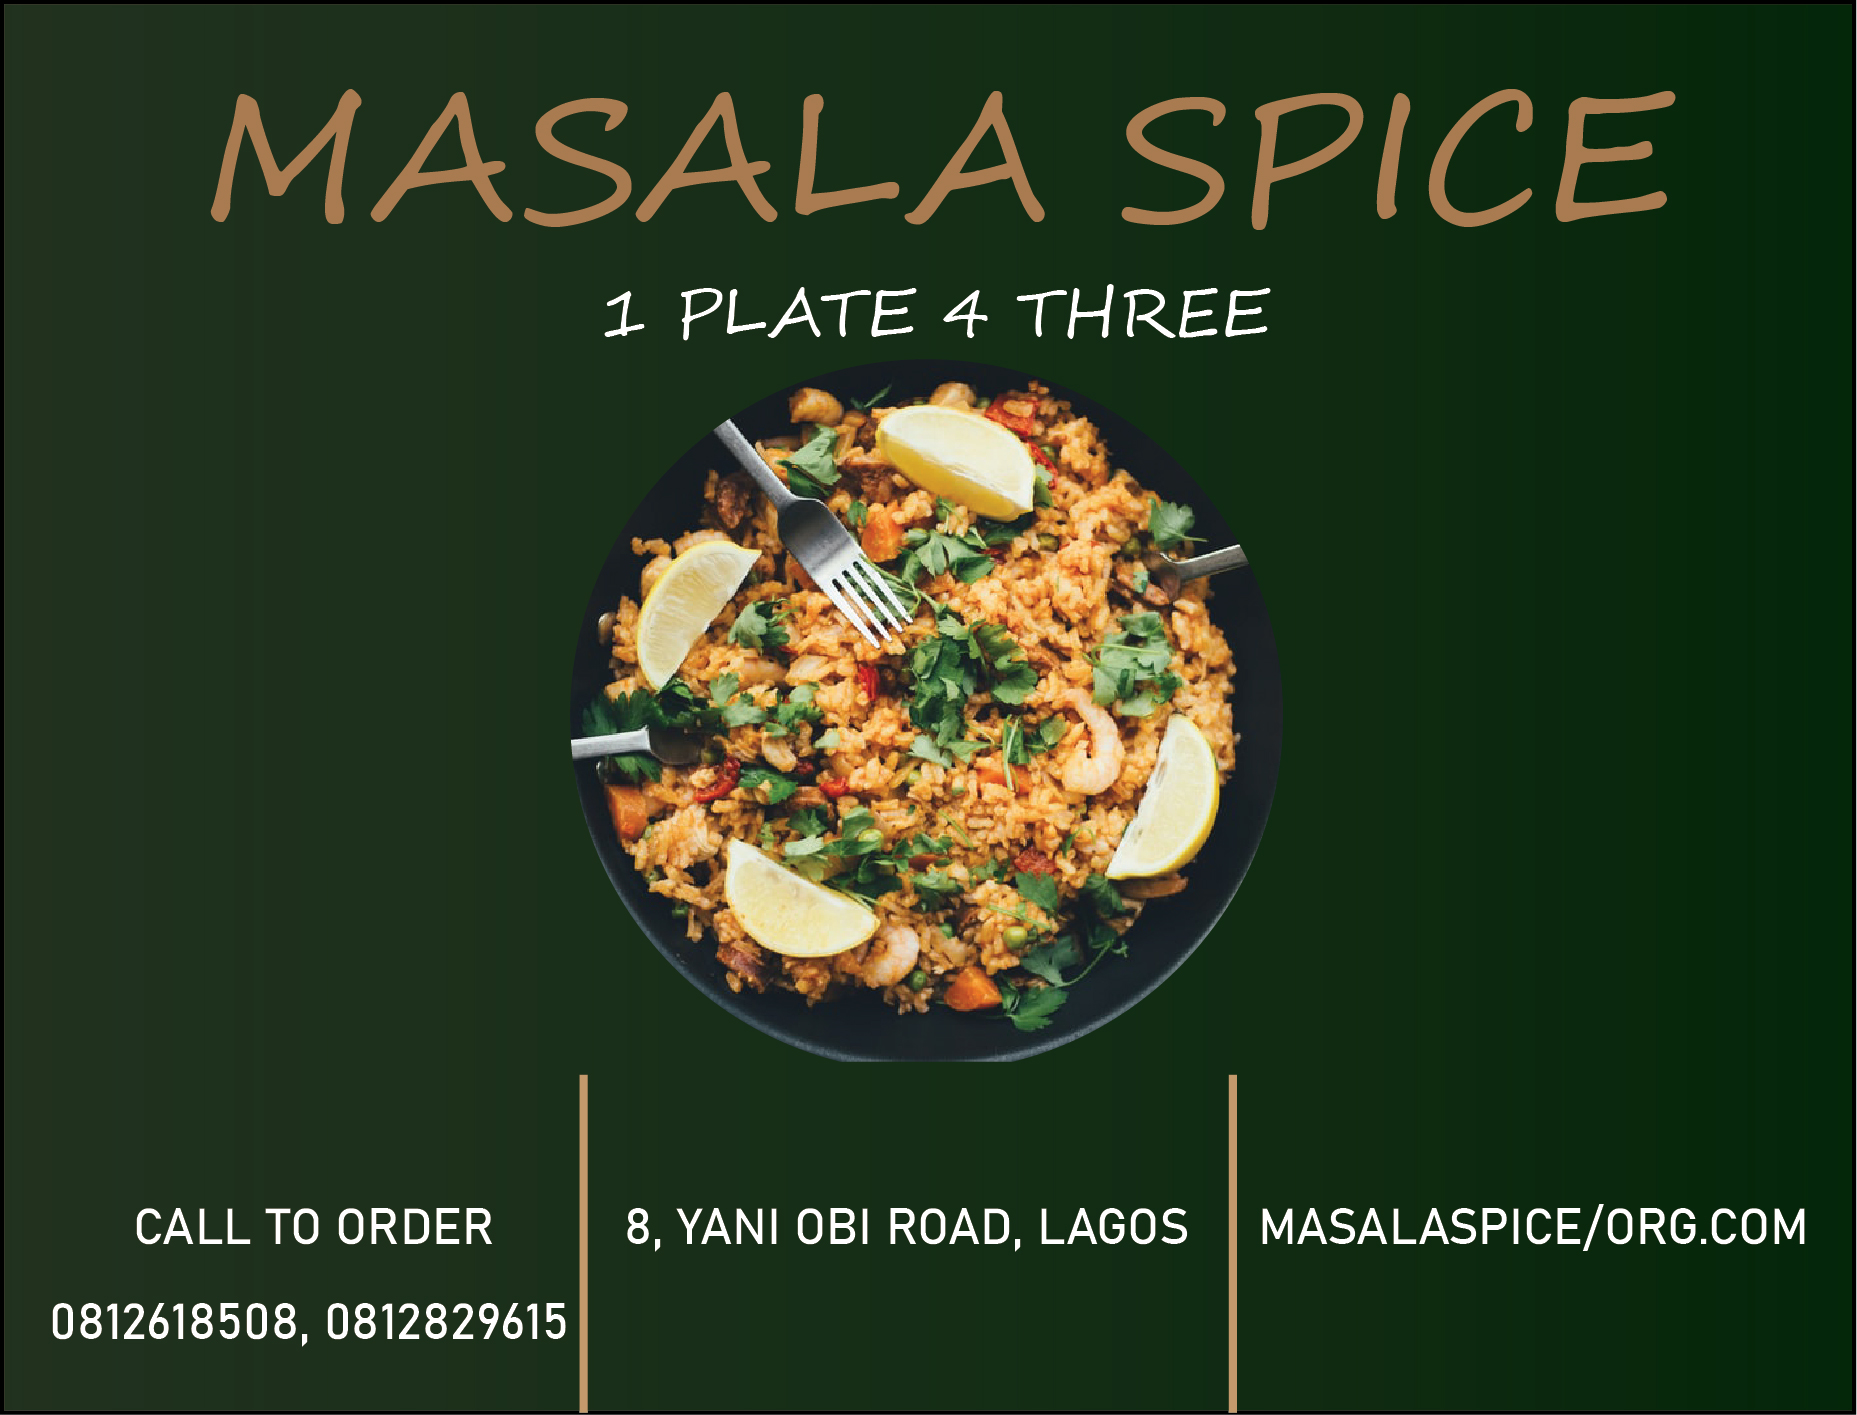 MASALA SPICE
1 PLATE 4 THREE
CALL TO ORDER
0812618508, 0812829615
8, YANI OBI ROAD, LAGOS
MASALASPICE/ORG.COM